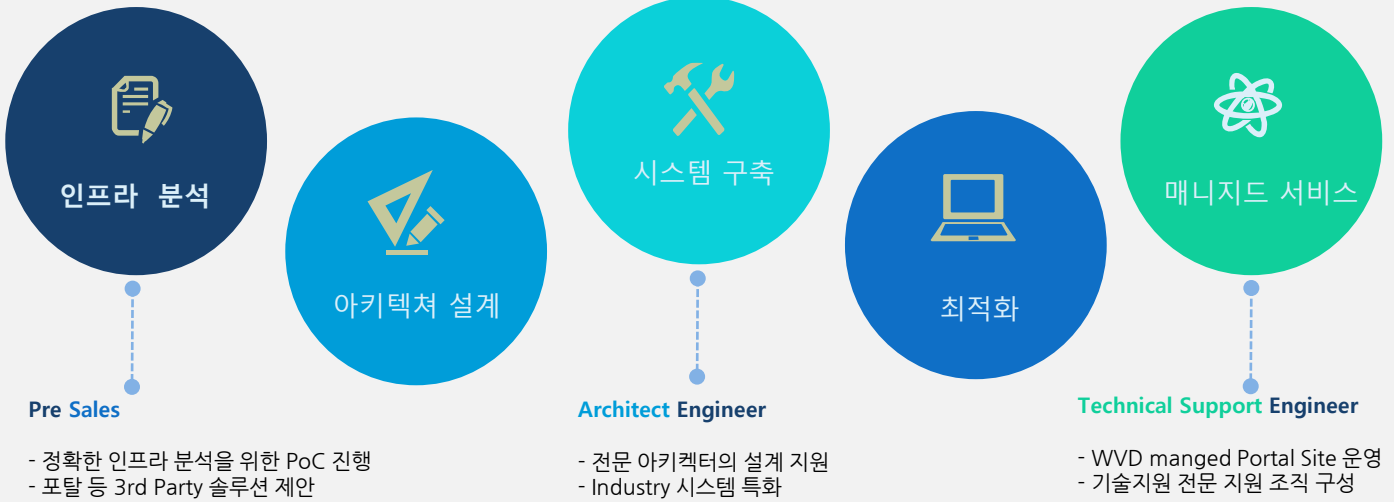 인프라 분석
아키텍쳐 설계
시스템 구축
최적화
매니지드 서비스
Pre Sales
- 정확한 인프라 분석을 위한 PoC 진행
- 포탈 등 3rd Party 솔루션 제안
Architect Engineer
- 전문 아키켁터의 설계 지원
- Industry 시스템 특화
Technical Support Engineer
- WVD manged Portal Site 운영
- 기술지원 전문 지원 조직 구성